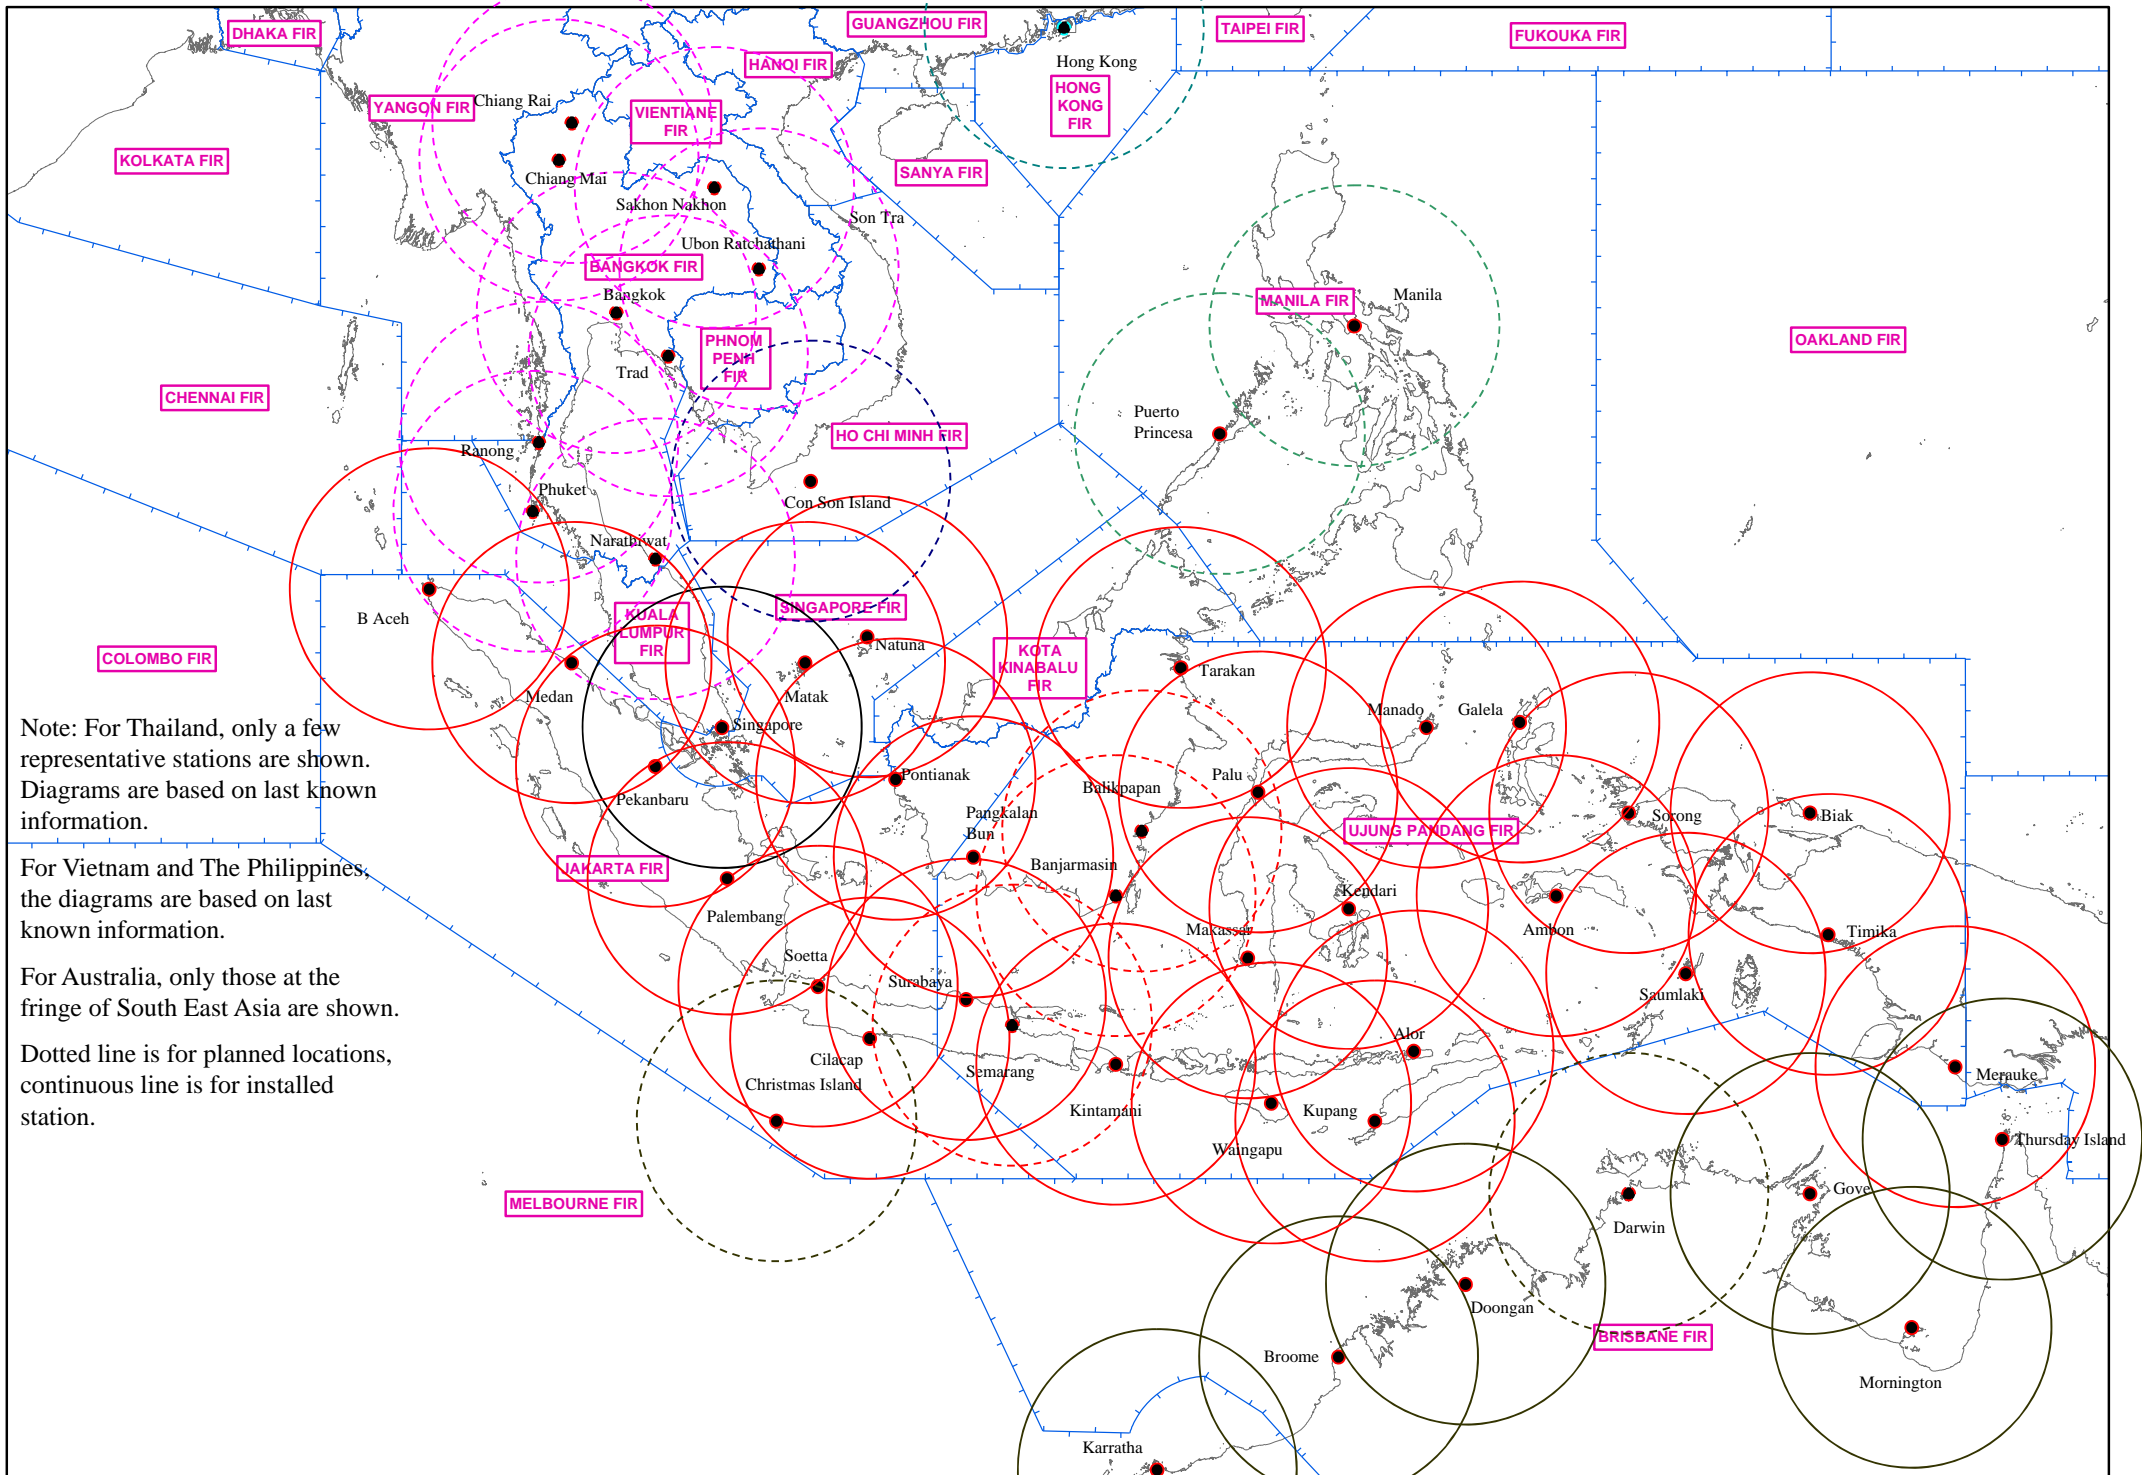 DHAKA FIR
GUANGZHOU FIR
TAIPEI FIR
FUKOUKA FIR
HANOI FIR
Hong Kong
HONG
KONG
FIR
YANGON FIR
Chiang Rai
VIENTIANE
FIR
KOLKATA FIR
Chiang Mai
SANYA FIR
Sakhon Nakhon
Son Tra
Ubon Ratchathani
BANGKOK FIR
Bangkok
MANILA FIR
Manila
PHNOM
PENH
FIR
OAKLAND FIR
Trad
CHENNAI FIR
Puerto
Princesa
HO CHI MINH FIR
Ranong
Phuket
Con Son Island
Narathiwat
B Aceh
KUALA
LUMPUR
FIR
SINGAPORE FIR
Natuna
COLOMBO FIR
KOTA
KINABALU
FIR
Tarakan
Medan
Matak
Singapore
Manado
Galela
Note: For Thailand, only a few
representative stations are shown.
Diagrams are based on last known
information.
Pekanbaru
Pontianak
Palu
Balikpapan
Pangkalan
Bun
UJUNG PANDANG FIR
Sorong
Biak
For Vietnam and The Philippines,
the diagrams are based on last
known information.
JAKARTA FIR
Banjarmasin
Kendari
Palembang
Makassar
Ambon
Timika
For Australia, only those at the
fringe of South East Asia are shown.
Soetta
Surabaya
Saumlaki
Dotted line is for planned locations,
continuous line is for installed
station.
Cilacap
Christmas Island
Semarang
Alor
Merauke
Kintamani
Kupang
Waingapu
Thursday Island
MELBOURNE FIR
Darwin
Gove
Doongan
BRISBANE FIR
Broome
Mornington
Karratha